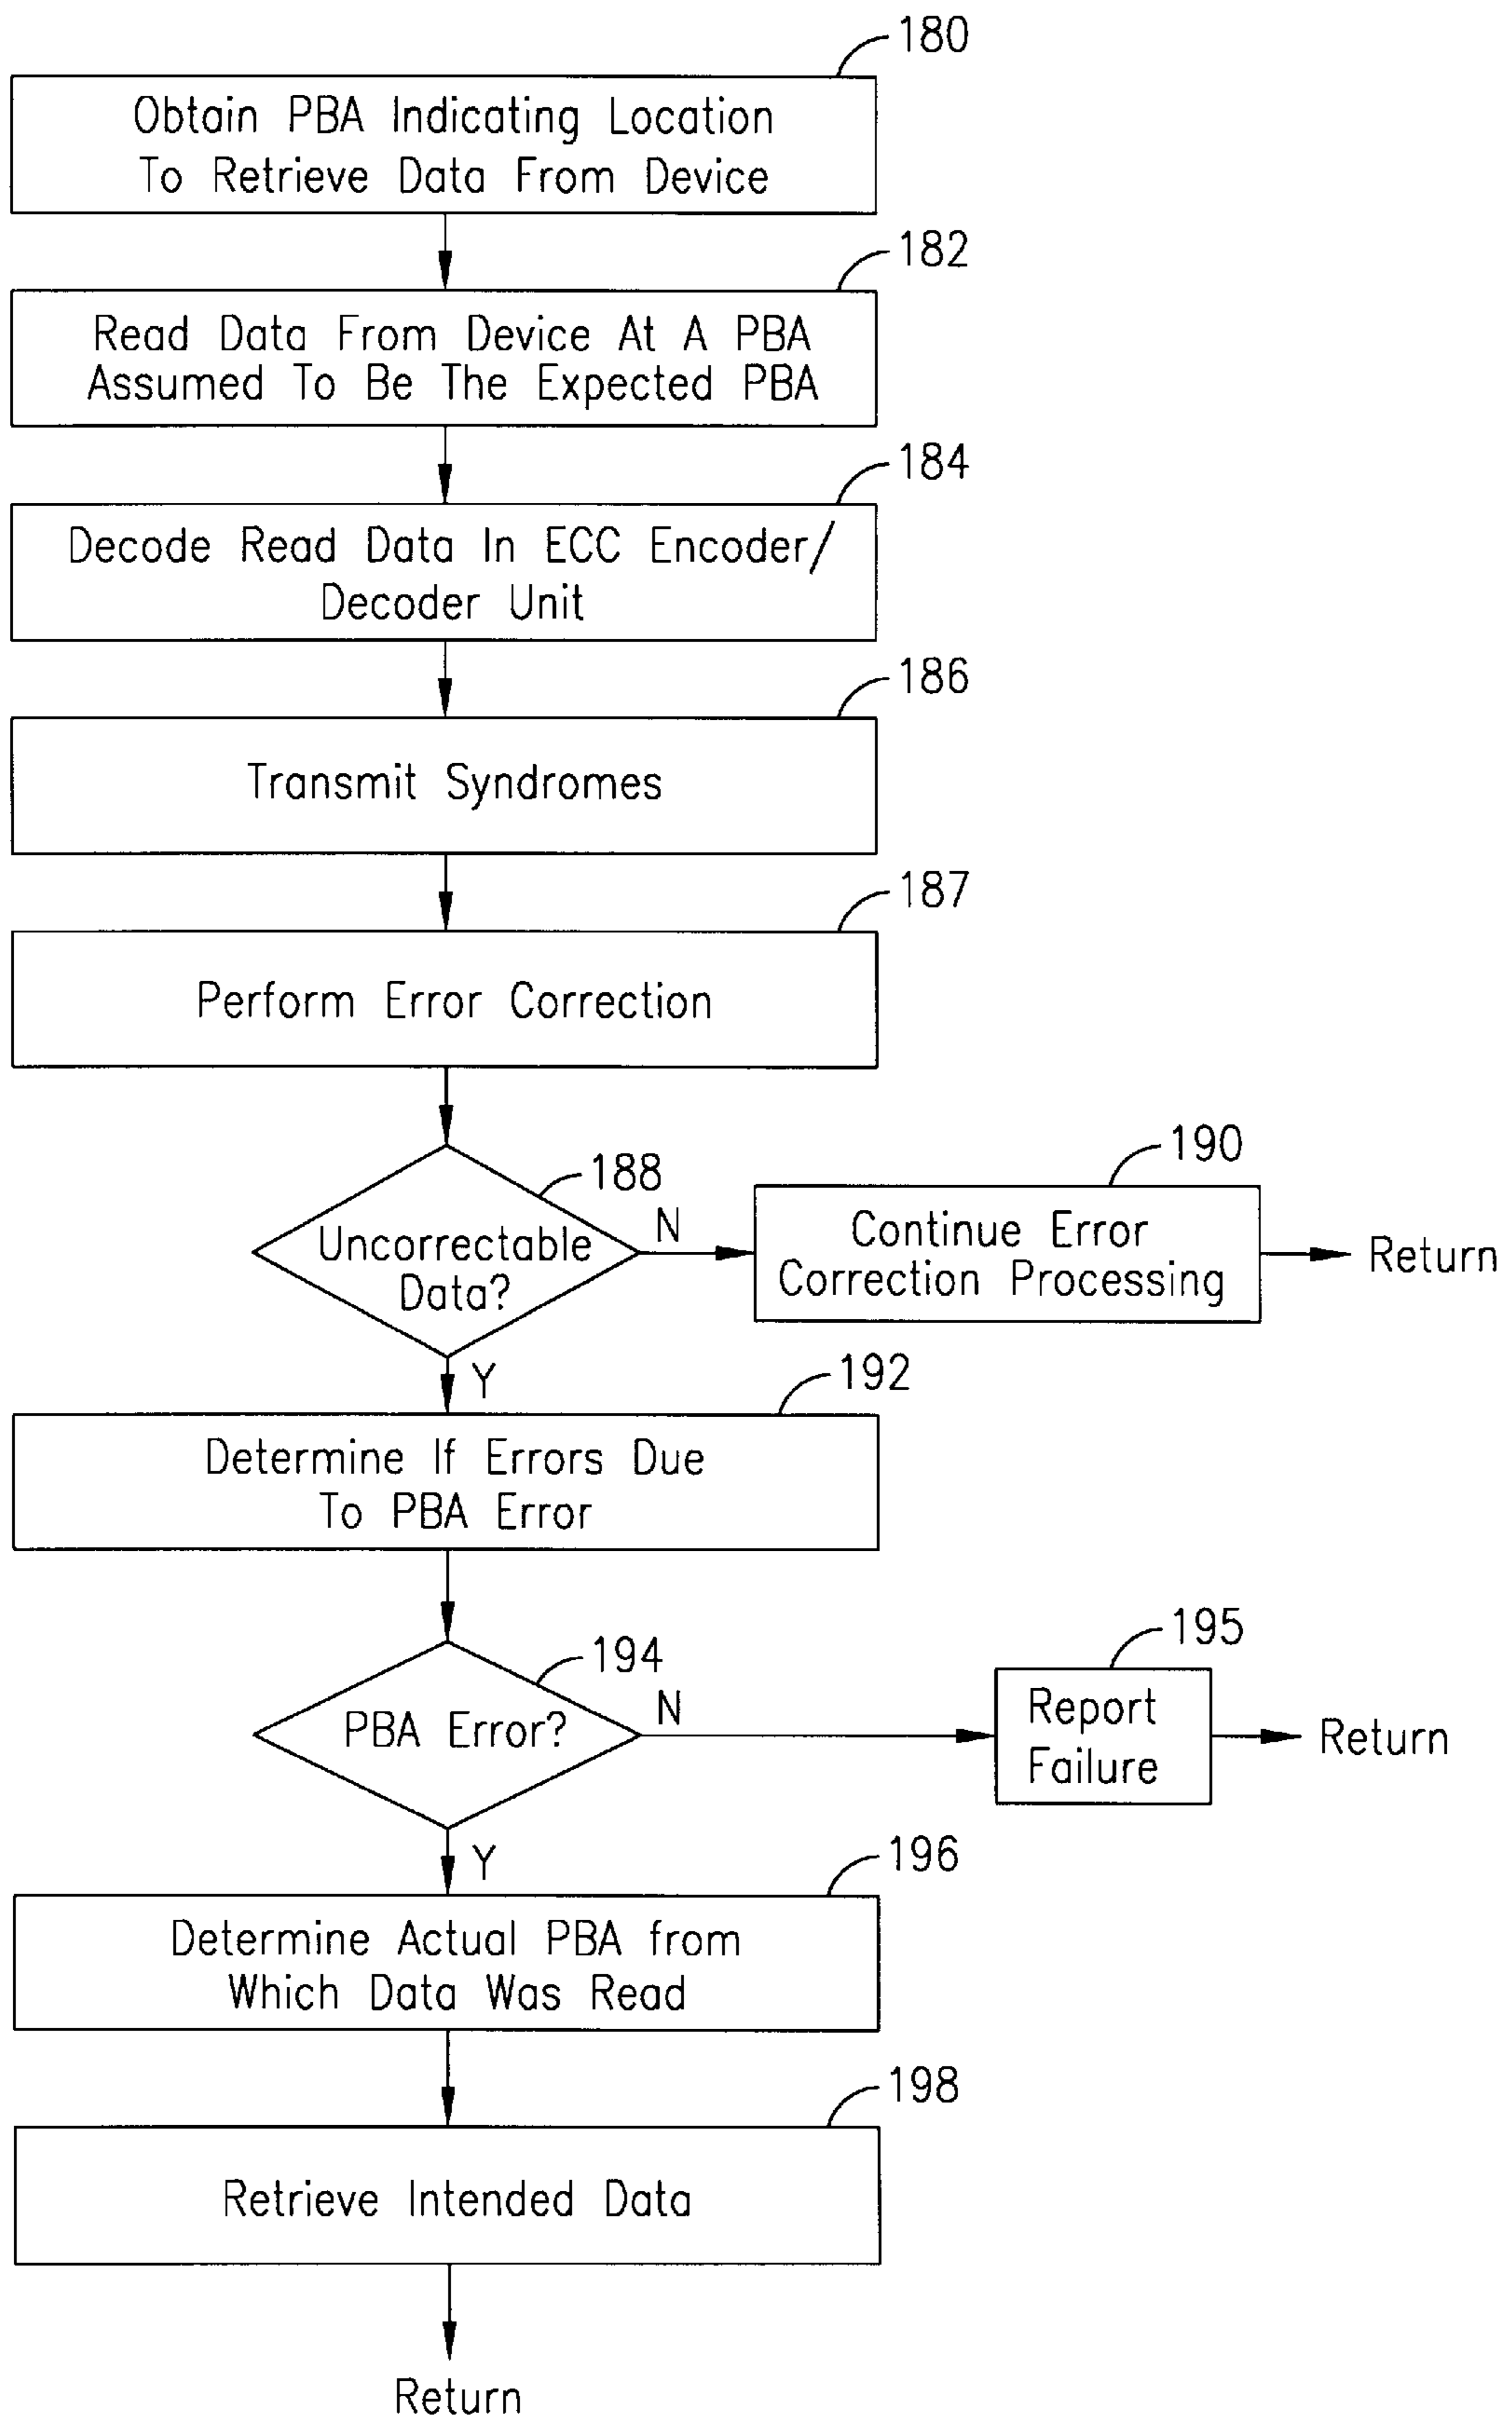 180
Obtain PBA Indicating Location
To Retrieve Data From Device
182
Read Data From Device At A PBA
Assumed To Be The Expected PBA
184
Decode Read Data In ECC Encoder/
Decoder Unit
186
Transmit Syndromes
187
Perform Error Correction
188
Uncorrectable
Data?
N
190
Continue Error
Correction Processing
Return
Y
192
Determine If Errors Due
To PBA Error
194
PBA Error?
N
195
Report
Failure
Return
Y
196
Determine Actual PBA from
Which Data Was Read
198
Retrieve Intended Data
Return